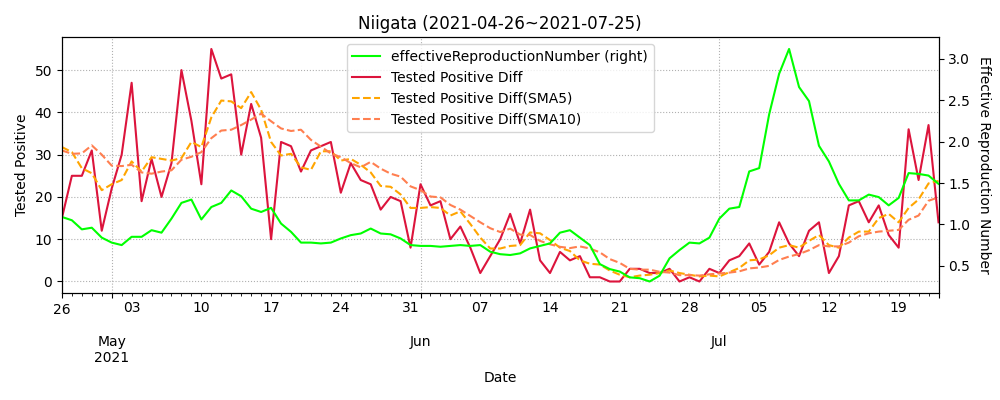 Niigata (2021-04-26~2021-07-25)
effectiveReproductionNumber (right)
Tested Positive Diff
Tested Positive Diff(SMA5)
Tested Positive Diff(SMA10)
Tested Positive
50
40
30
20
10
0
Effective Reproduction Number
3.0
2.5
2.0
1.5
1.0
0.5
26 03 10 17 24 31 07 14 21 28 05 12 19
May Jun Jul
2021
Date